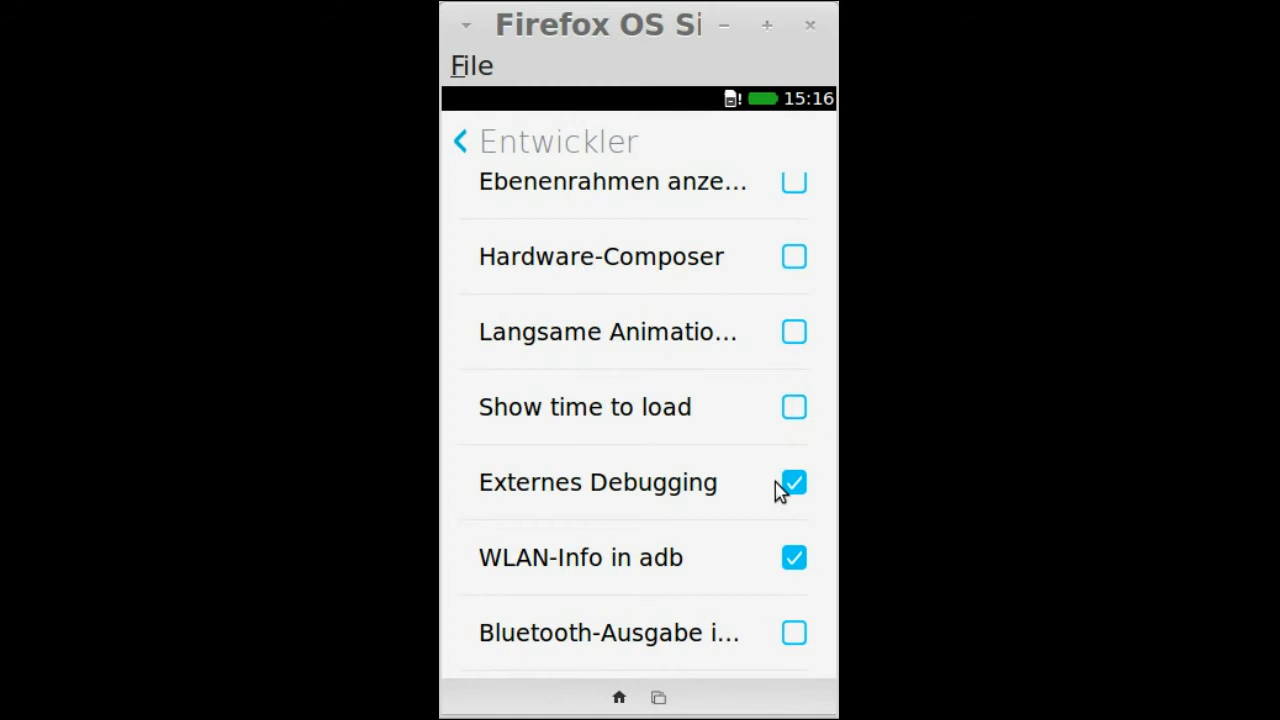 Firefox OS Si
File
15:16
Entwickler
Ebenenrahmen anze...
Hardware-Composer
Langsame Animatio...
Show time to load
Externes Debugging
WLAN-Info in adb
Bluetooth-Ausgabe i...